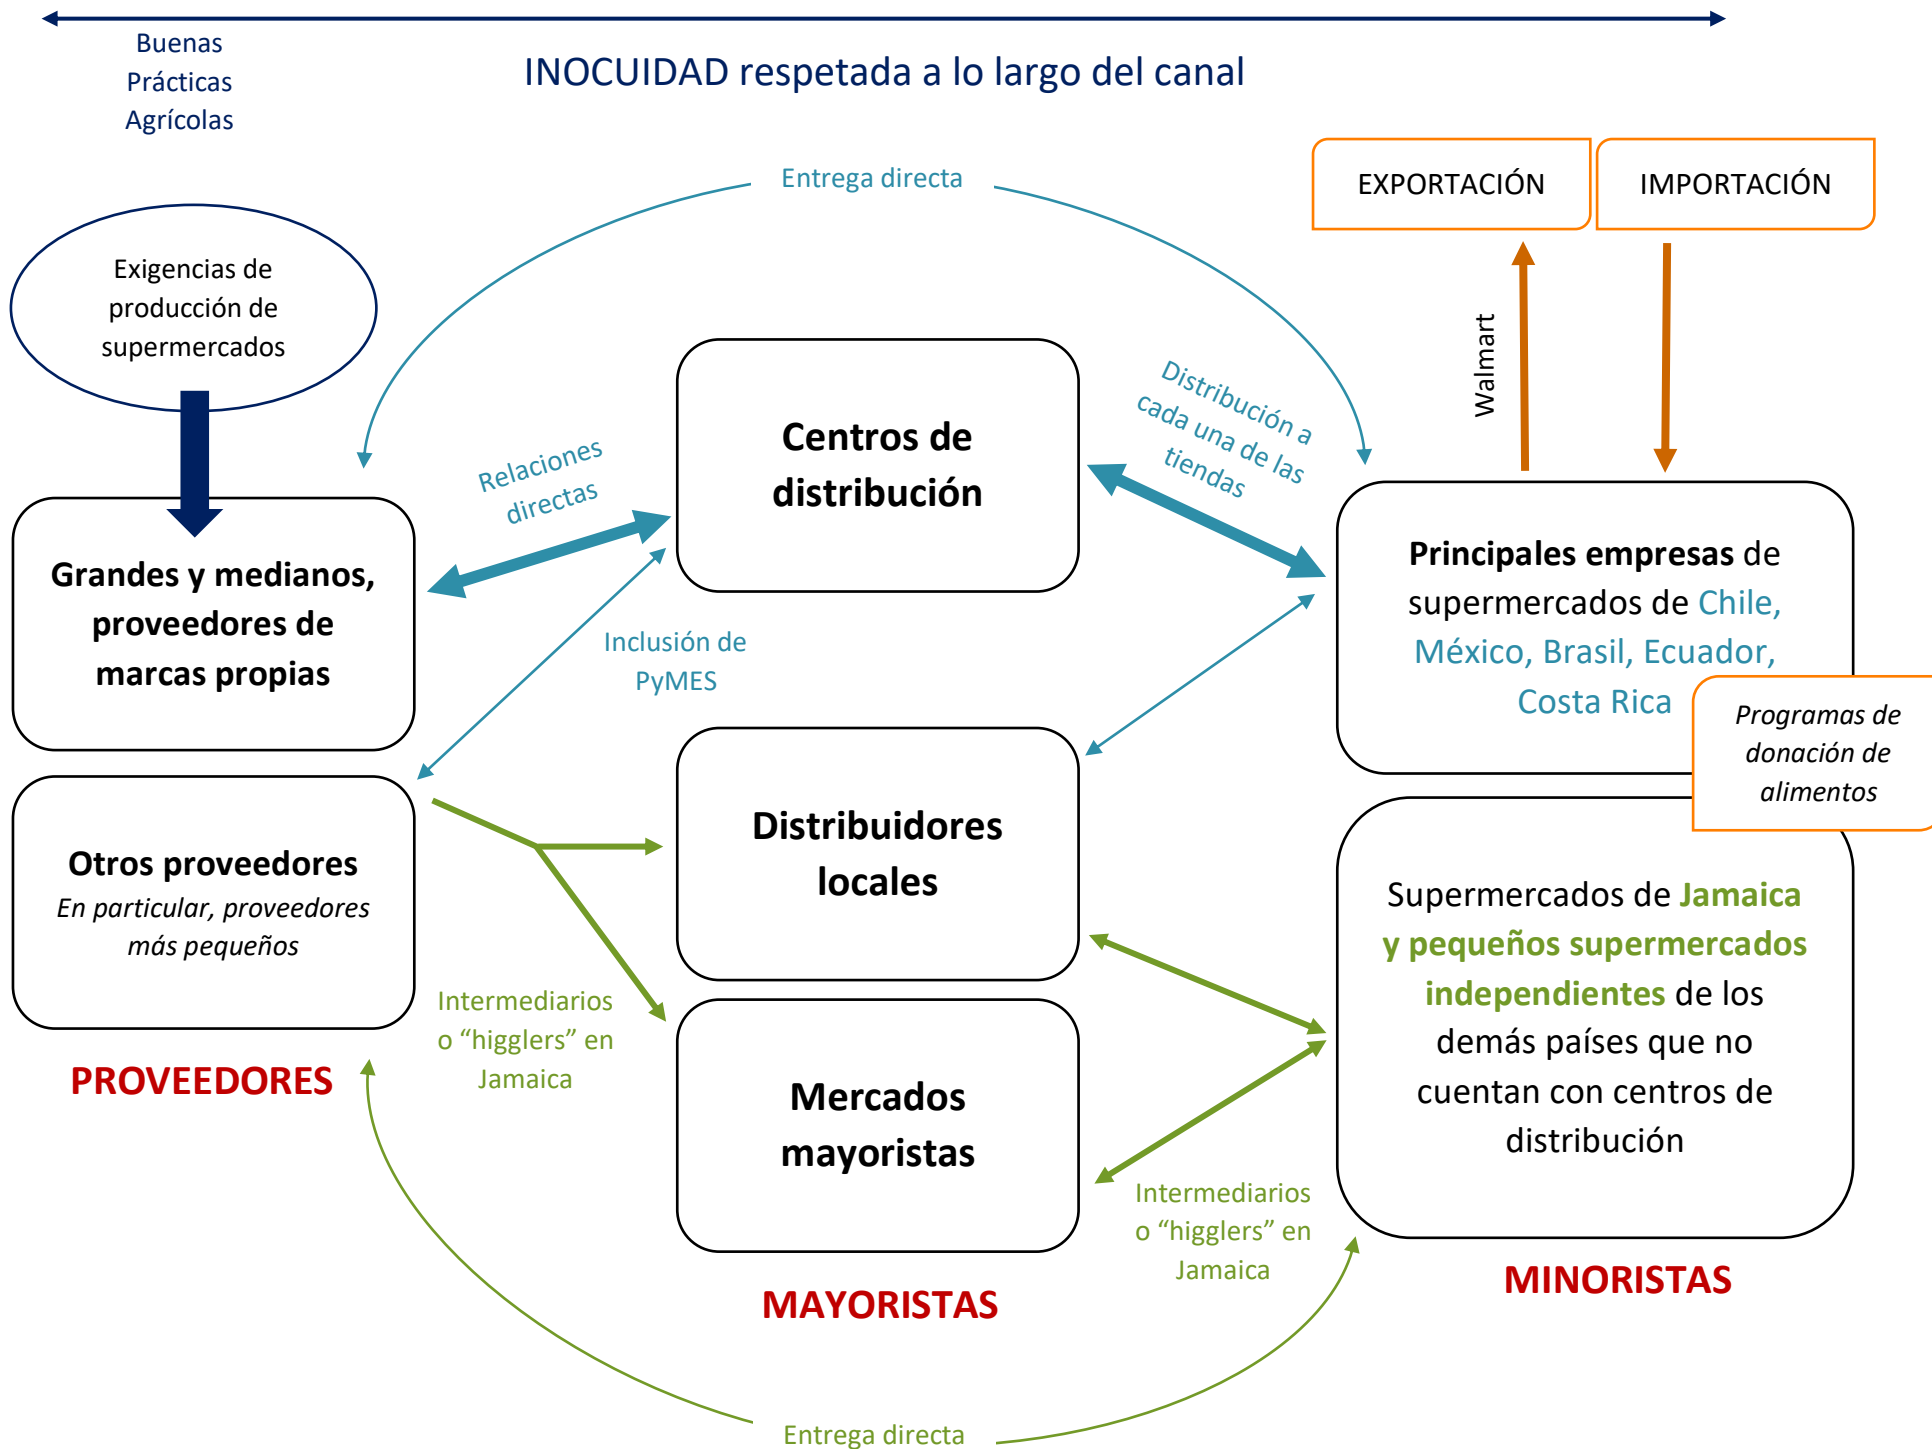 Buenas
Prácticas
Agrícolas
INOCUIDAD respetada a lo largo del canal
Entrega directa
EXPORTACIÓN
IMPORTACIÓN
Exigencias de
producción de
supermercados
Walmart
Centros de
distribución
Distribución a
cada una de las
tiendas
Relaciones
directas
Grandes y medianos,
proveedores de
marcas propias
Principales empresas de
supermercados de Chile,
México, Brasil, Ecuador,
Costa Rica
Inclusión de
PyMES
Programas de
donación de
alimentos
Otros proveedores
En particular, proveedores
más pequeños
Distribuidores
locales
Supermercados de Jamaica
y pequeños supermercados
independientes de los
demás países que no
cuentan con centros de
distribución
Intermediarios
o “higglers” en
Jamaica
PROVEEDORES
Mercados
mayoristas
Intermediarios
o “higglers” en
Jamaica
MAYORISTAS
MINORISTAS
Entrega directa